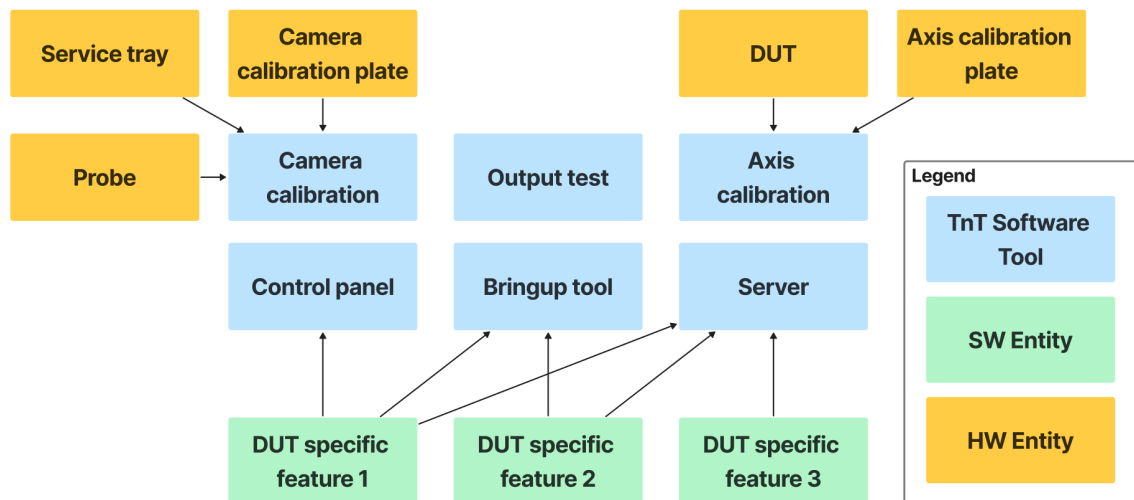 Service tray
Camera
calibration plate
DUT
Axis calibration
plate
Probe
Camera
calibration
Output test
Axis
calibration
Control panel
Bringup tool
Server
DUT specific
feature 1
DUT specific
feature 2
DUT specific
feature 3
Legend
TnT Software
Tool
SW Entity
HW Entity